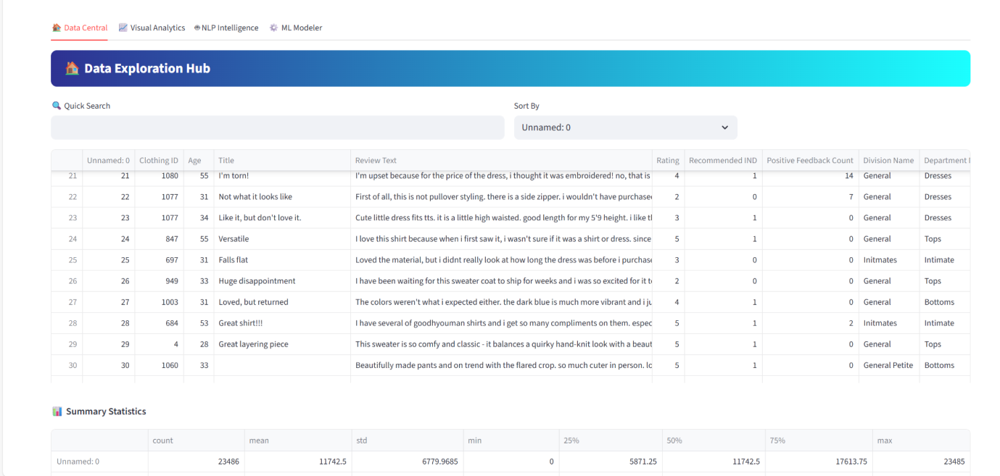 Data Central Visual Analytics NLP Intelligence ML Modeler
Data Exploration Hub
Quick Search Sort By
Unnamed: 0
Unnamed: 0 Clothing ID Age Title Review Text Rating Recommended IND Positive Feedback Count Division Name Department
21 21 1080 55 I'm torn! I'm upset because for the price of the dress, i thought it was embroidered! no, that is 4 1 14 General Dresses
22 22 1077 31 Not what it looks like First of all, this is not pullover styling. there is a side zipper. i wouldn't have purchase 2 0 7 General Dresses
23 23 1077 34 Like it, but don't love it. Cute little dress fits tts. it is a little high waisted. good length for my 5'9 height. i like 3 1 0 General Dresses
24 24 847 55 Versatile I love this shirt because when i first saw it, i wasn't sure if it was a shirt or dress. since 5 1 0 General Tops
25 25 697 31 Falls flat Loved the material, but i didnt really look at how long the dress was before i purchase 3 0 0 Initmates Intimate
26 26 949 33 Huge disappointment I have been waiting for this sweater coat to ship for weeks and i was so excited for it 2 0 0 General Tops
27 27 1003 31 Loved, but returned The colors weren't what i expected either. the dark blue is much more vibrant and i 4 1 0 General Bottoms
28 28 684 53 Great shirt!!! I have several of goodhyouman shirts and i get so many compliments on them. espec 5 1 2 Initmates Intimate
29 29 4 28 Great layering piece This sweater is so comfy and classic - it balances a quirky hand-knit look with a beaut 5 1 0 General Tops
30 30 1060 33 Beautifully made pants and on trend with the flared crop. so much cuter in person. 5 1 0 General Petite Bottoms
Summary Statistics
count mean std min 25% 50% 75% max
Unnamed: 0 23486 11742.5 6779.9685 0 5871.25 11742.5 17613.75 23485